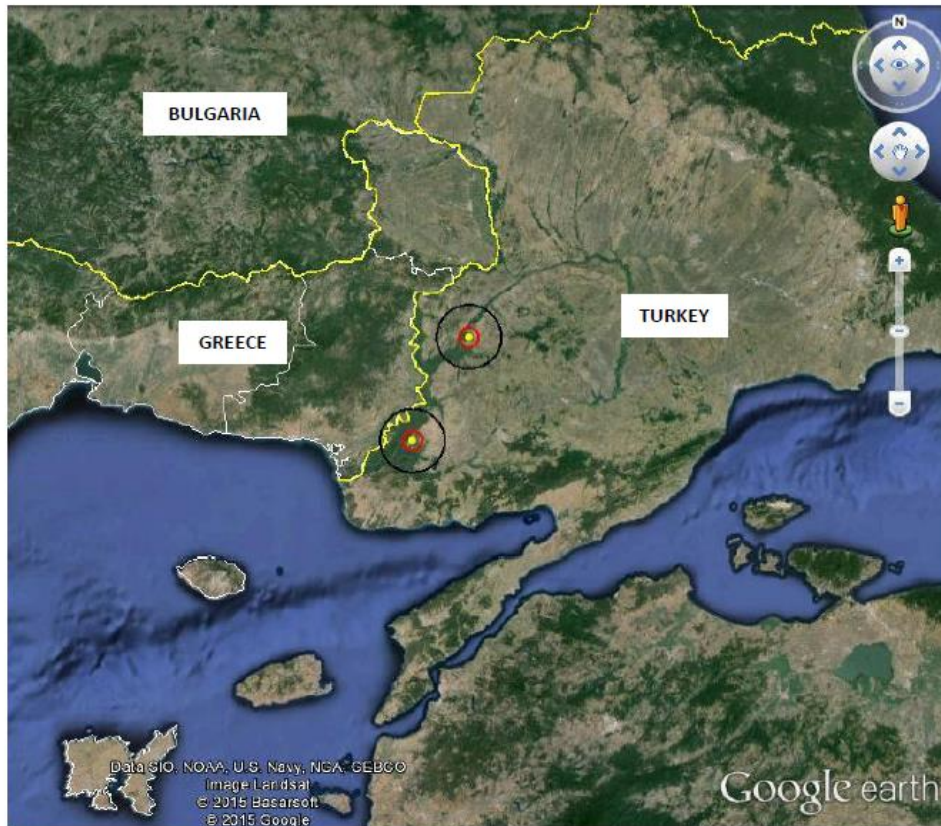 N
BULGARIA
TURKEY
GREECE
Data SIO, NOAA, U.S. Navy, NGA, GEBCO
Image Landsat
© 2015 Basarsoft
© 2015 Google
Google earth